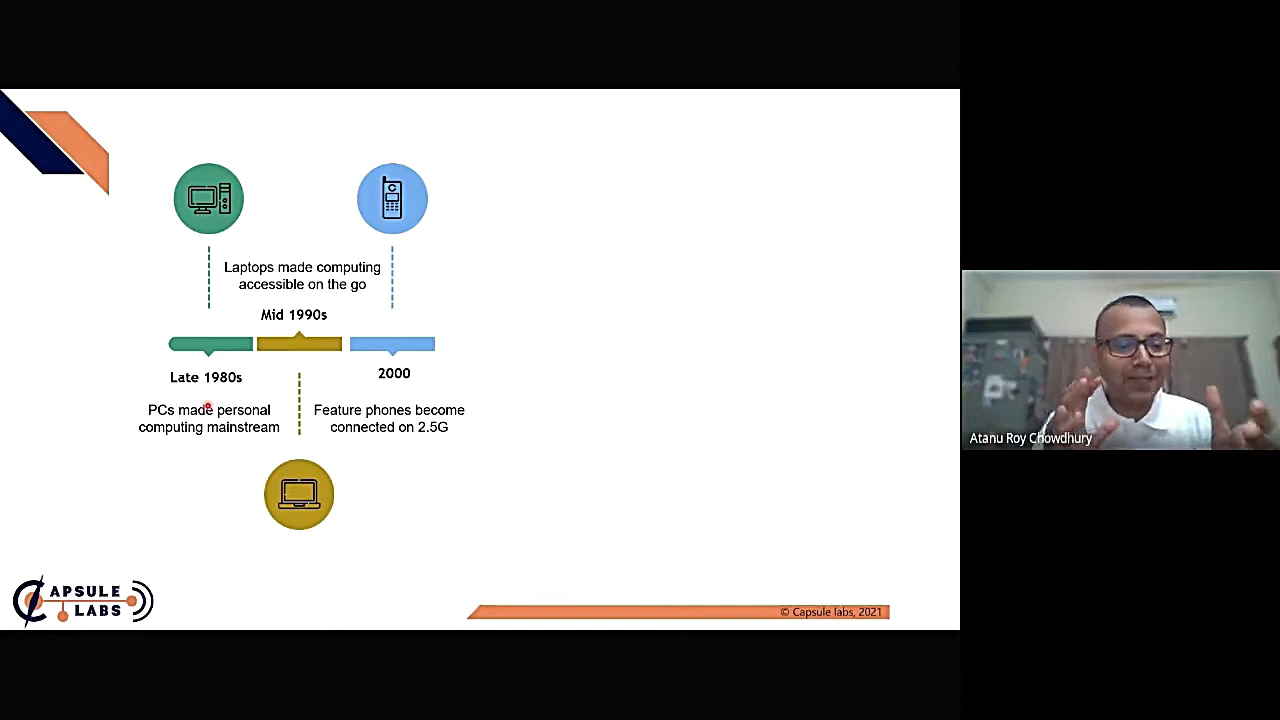 Laptops made computing
accessible on the go
Mid 1990s
Late 1980s
2000
PCs made personal
computing mainstream
Feature phones become
connected on 2.5G
CAPSULE
LABS
© Capsule labs, 2021
Atanu Roy Chowdhury